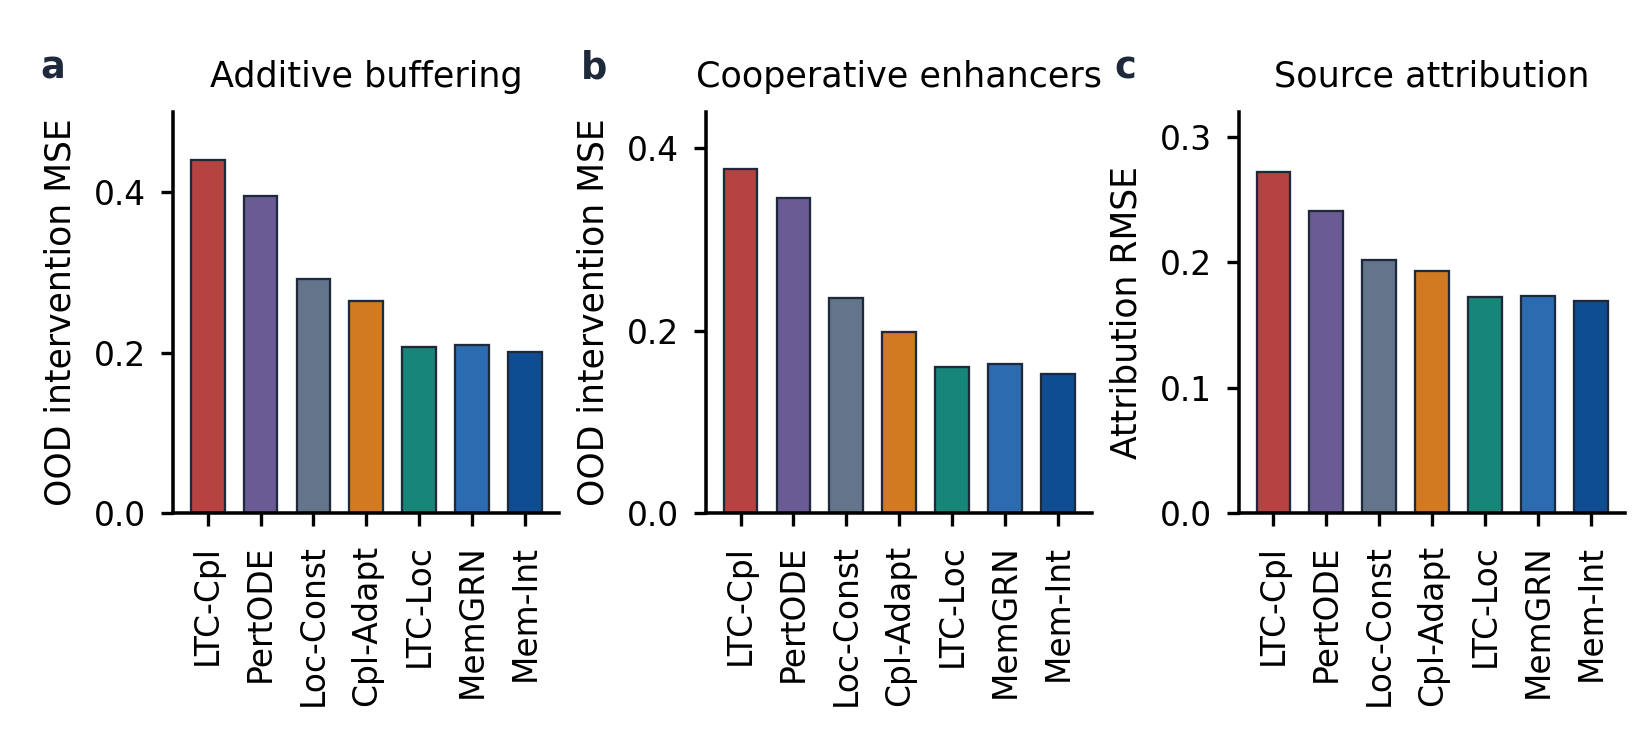 a
Additive buffering
OOD intervention MSE
0.4
0.2
0.0
LTC-Cpl
PertODE
Loc-Const
Cpl-Adapt
LTC-Loc
MemGRN
Mem-Int
b
Cooperative enhancers
OOD intervention MSE
0.4
0.2
0.0
LTC-Cpl
PertODE
Loc-Const
Cpl-Adapt
LTC-Loc
MemGRN
Mem-Int
c
Source attribution
Attribution RMSE
0.3
0.2
0.1
0.0
LTC-Cpl
PertODE
Loc-Const
Cpl-Adapt
LTC-Loc
MemGRN
Mem-Int